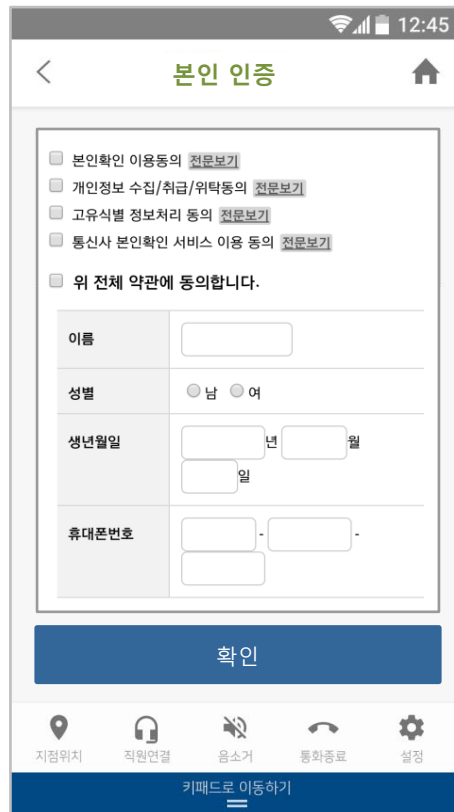 12:45
본인 인증
본인확인 이용동의 전문보기
개인정보 수집/취급/위탁동의 전문보기
고유식별 정보처리 동의 전문보기
통신사 본인확인 서비스 이용 동의 전문보기
위 전체 약관에 동의합니다.
이름
성별 남 여
생년월일 년 월
일
휴대폰번호 - -
확인
지점위치 직원연결 음소거 통화종료 설정
키패드로 이동하기